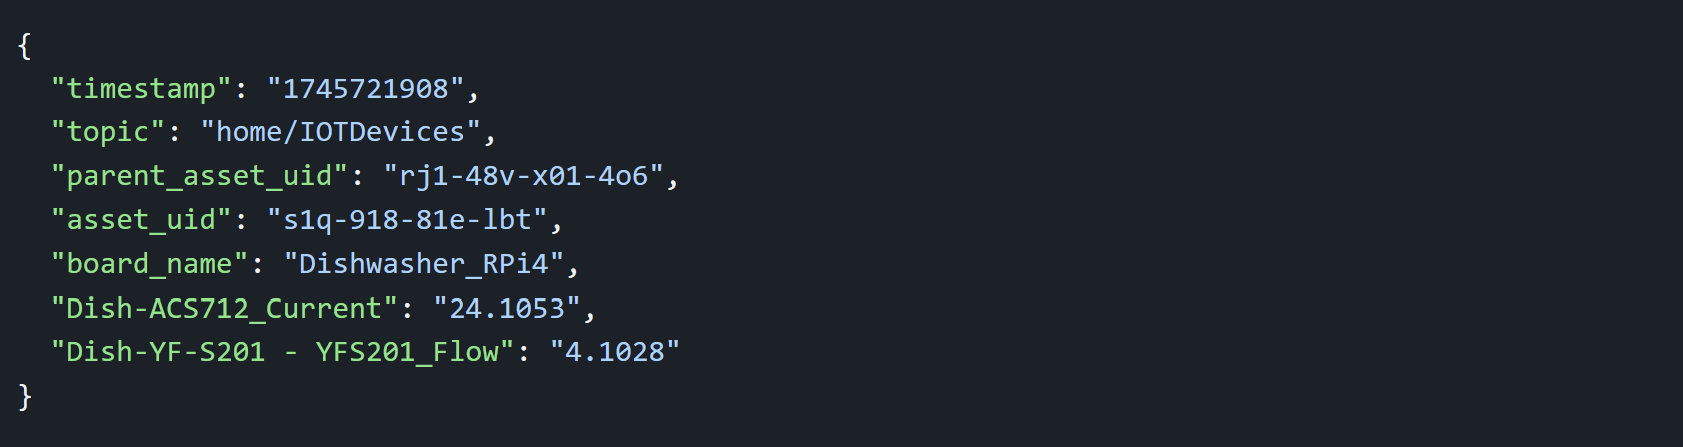 {
  "timestamp": "1745721908",
  "topic": "home/IOTDevices",
  "parent_asset_uid": "rj1-48v-x01-4o6",
  "asset_uid": "s1q-918-81e-lbt",
  "board_name": "Dishwasher_RPi4",
  "Dish-ACS712_Current": "24.1053",
  "Dish-YF-S201 - YFS201_Flow": "4.1028"
}